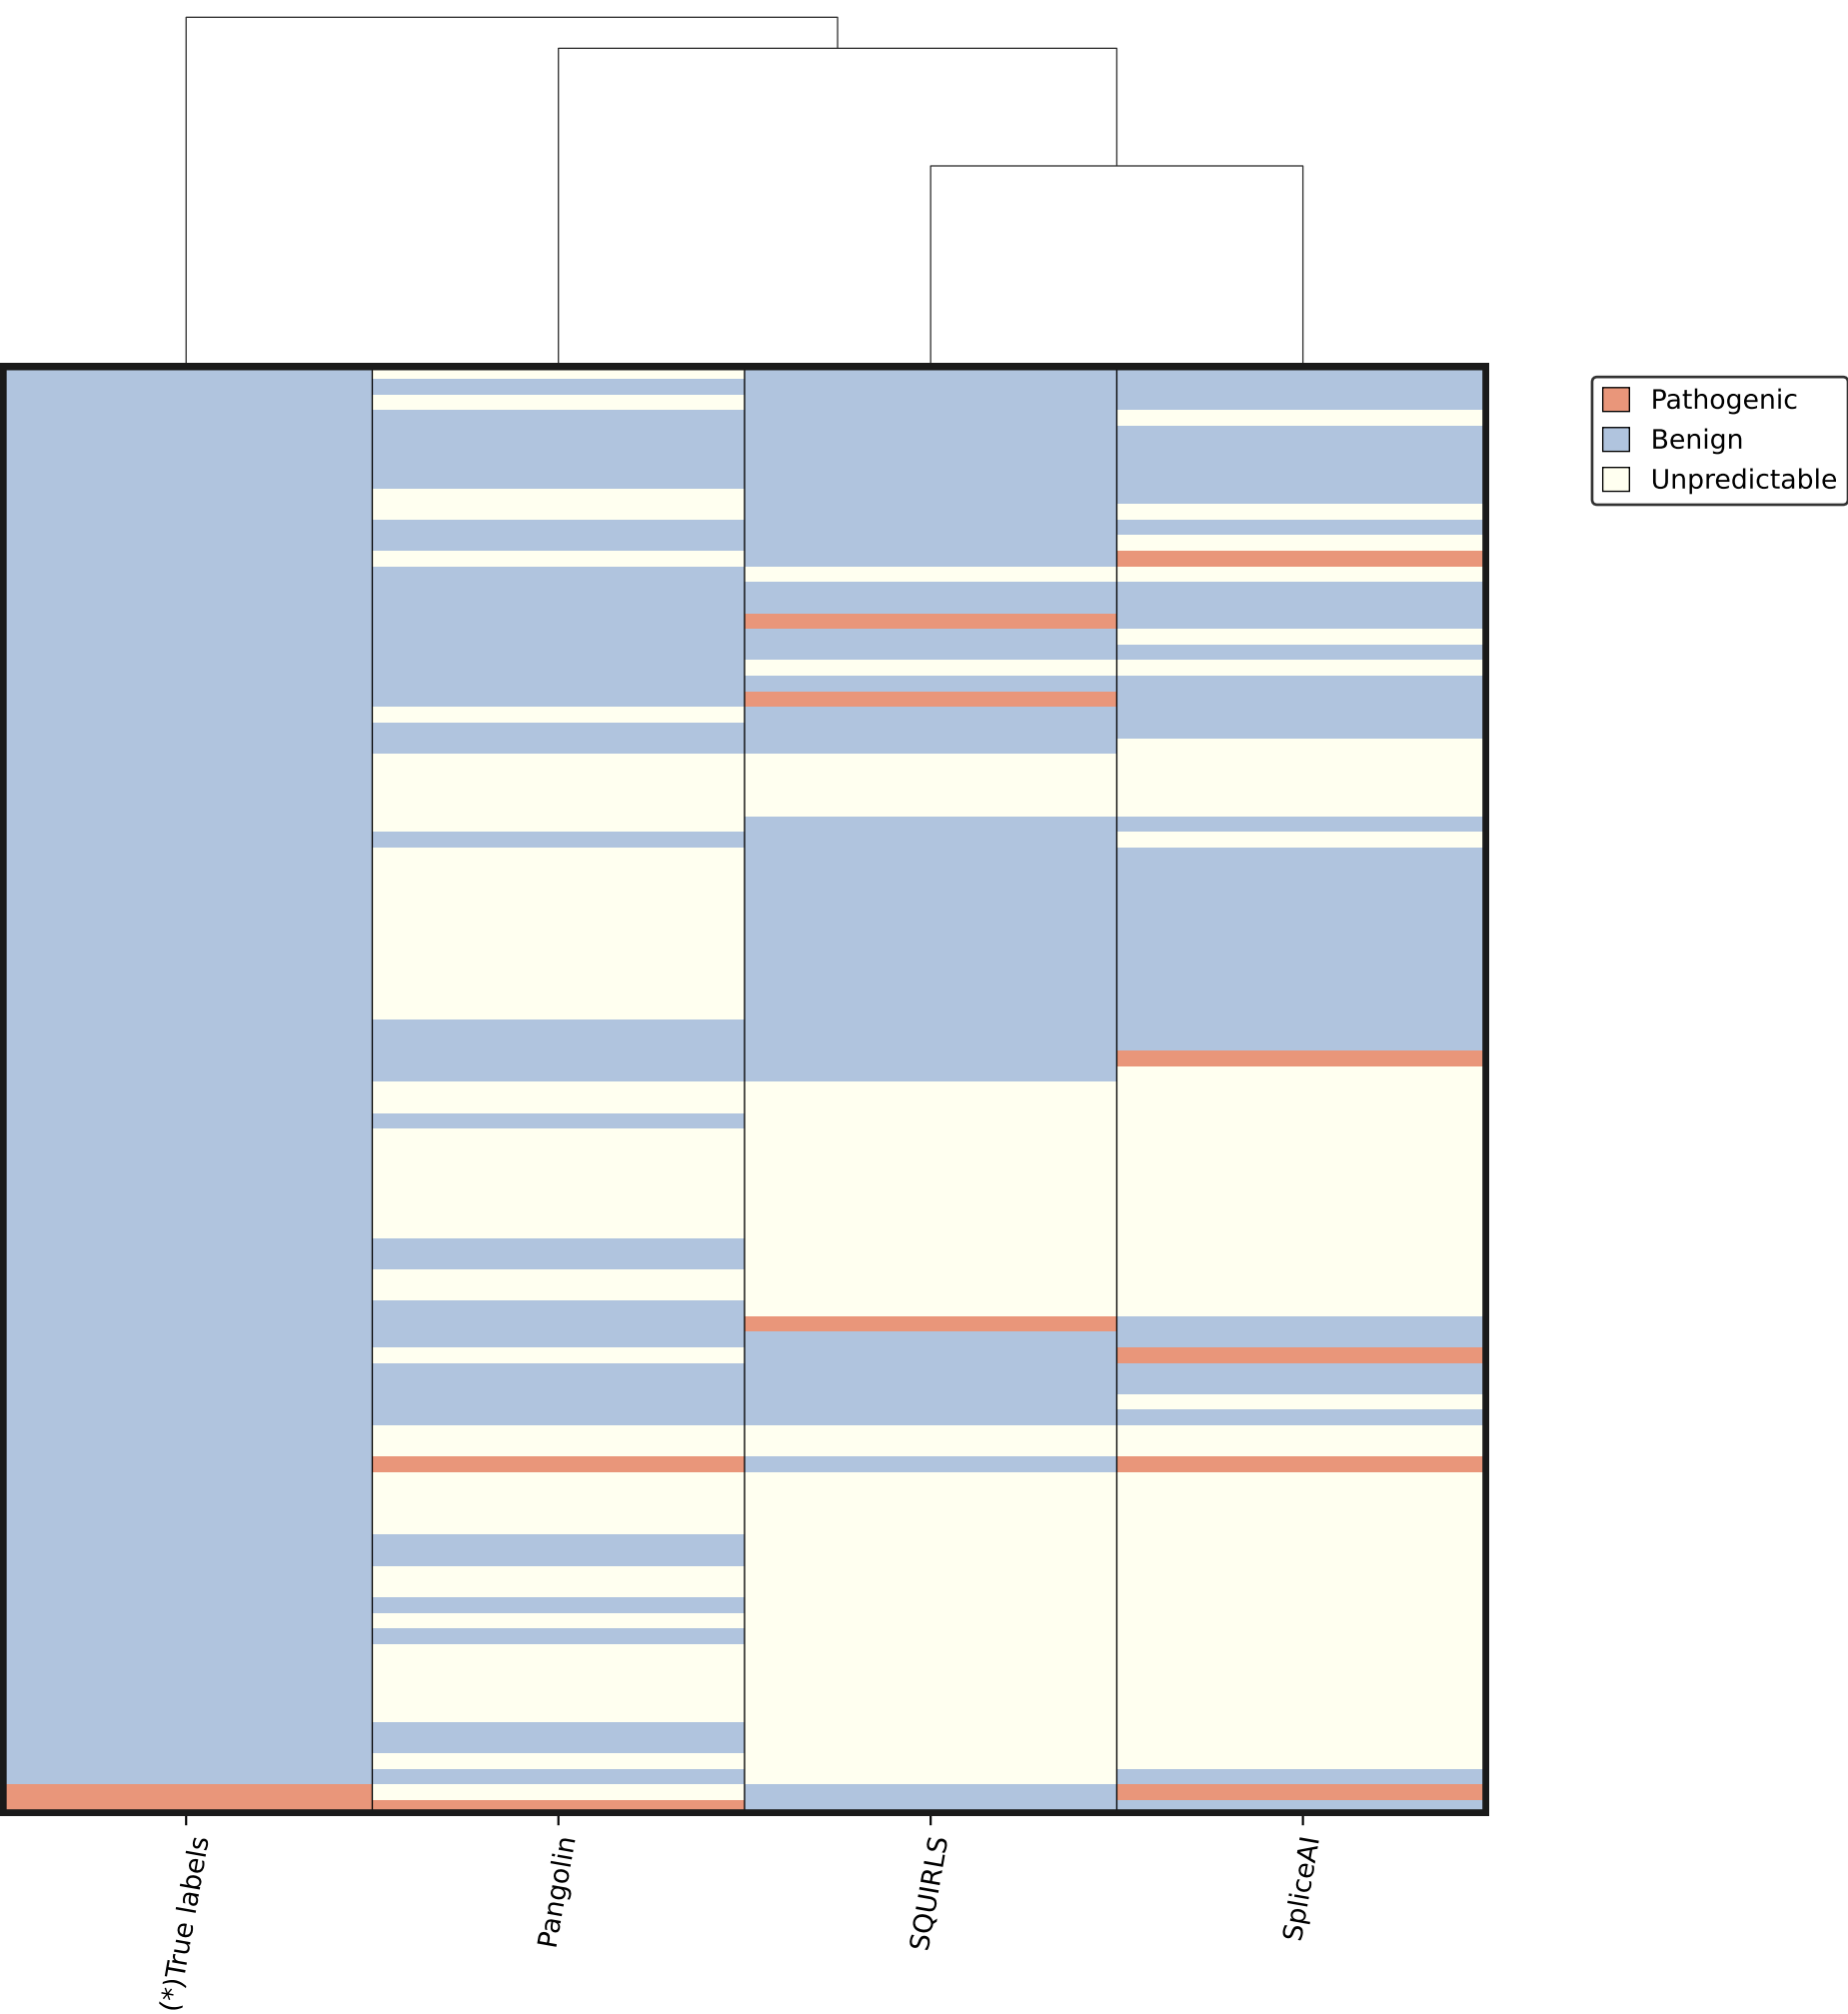 Pathogenic
Benign
Unpredictable
(*)True labels
Pangolin
SQUIRLS
SpliceAI